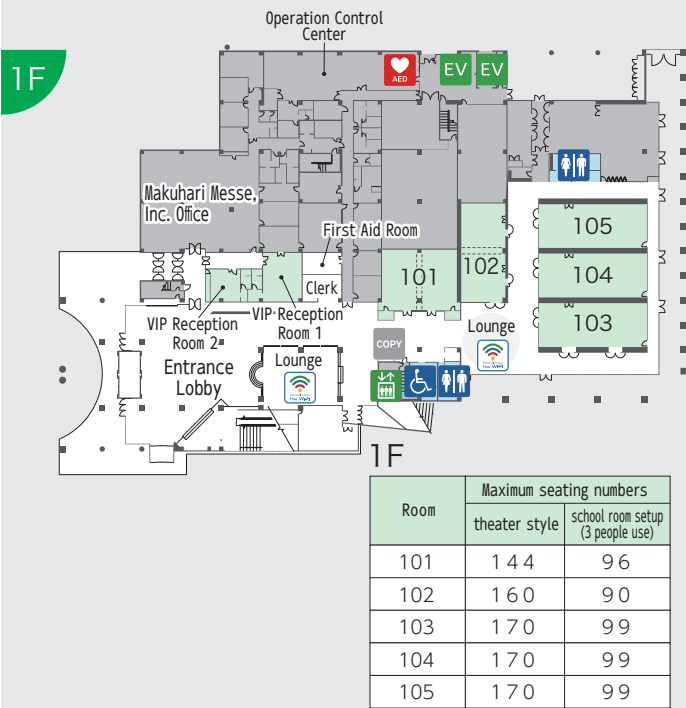 Operation Control
Center
1F
AED
EV
EV
Makuhari Messe,
Inc. Office
First Aid Room
105
104
103
102
101
Clerk
VIP Reception
Room 2
VIP Reception
Room 1
Lounge
COPY
Entrance
Lobby
Lounge
1F
Room
Maximum seating numbers
theater style
school room setup
(3 people use)
101 144 96
102 160 90
103 170 99
104 170 99
105 170 99